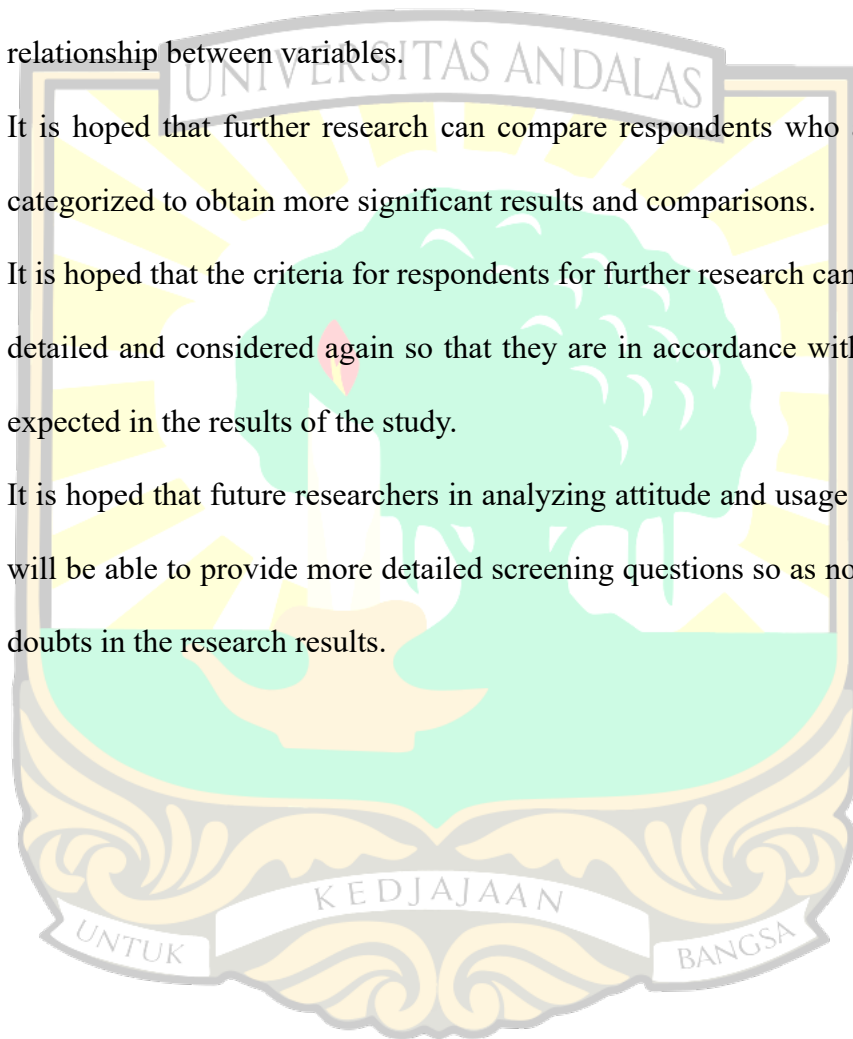 relationship between variables.
UNIVERSITAS ANDALAS
It is hoped that further research can compare respondents who
categorized to obtain more significant results and comparisons.
It is hoped that the criteria for respondents for further research can
detailed and considered again so that they are in accordance with
expected in the results of the study.
It is hoped that future researchers in analyzing attitude and usage
will be able to provide more detailed screening questions so as no
doubts in the research results.
KEDJAJAAN
UNTUK
BANGSA